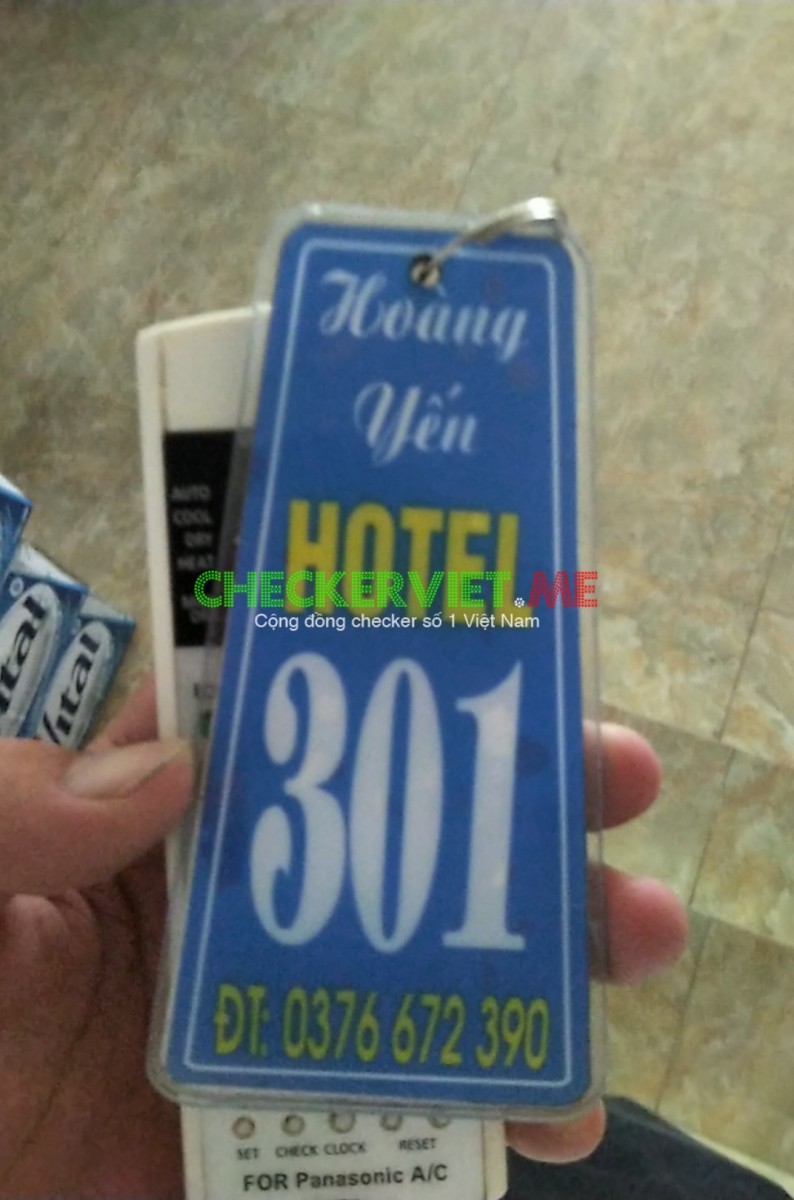 Hoàng
Yến
HOTEL
CHECKERVIET.ME
Cộng đồng checker số 1 Việt Nam
301
ĐT: 0376 672 390
AUTO
COOL
DRY
HEAT
Vital
SET CHECK CLOCK RESET
FOR Panasonic A/C